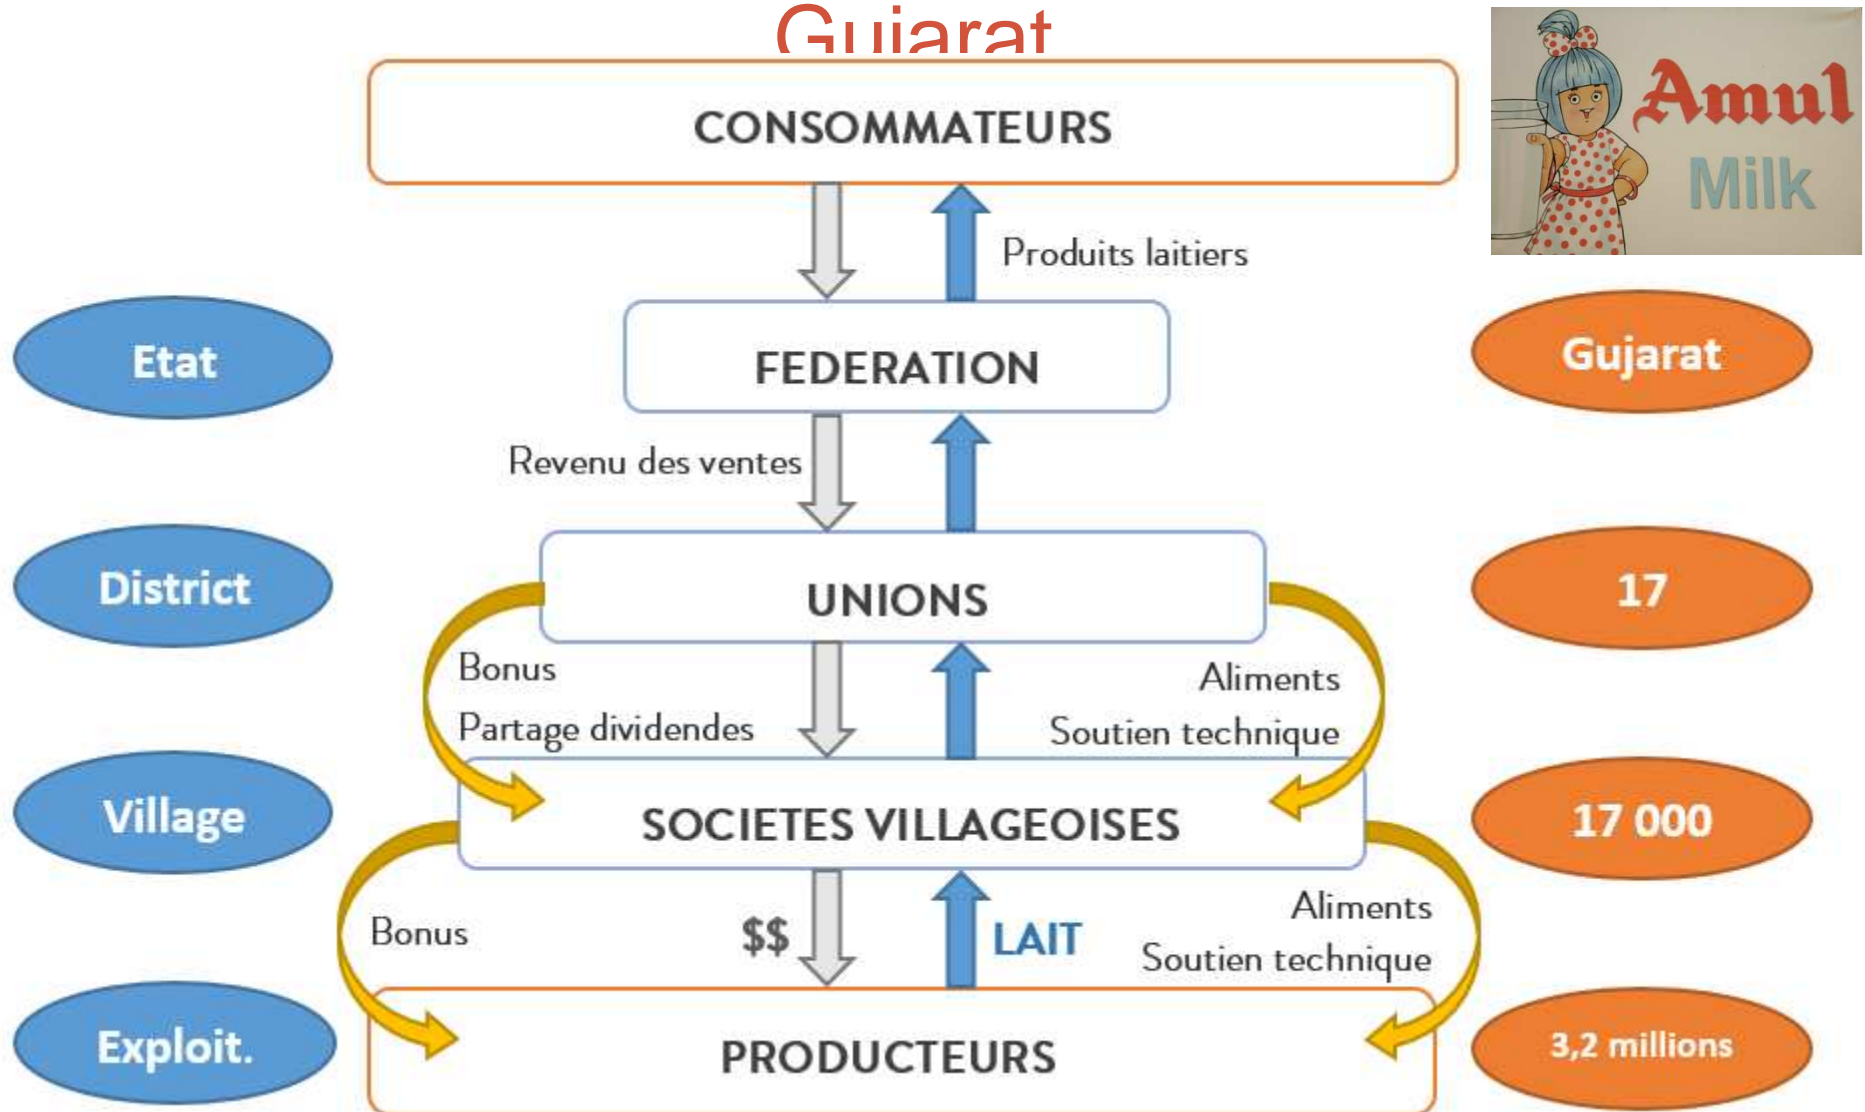 Gujarat
CONSOMMATEURS
Amul
Milk
Produits laitiers
Etat
FEDERATION
Gujarat
Revenu des ventes
District
UNIONS
17
Bonus
Aliments
Partage dividendes
Soutien technique
Village
SOCIETES VILLAGEOISES
17 000
Bonus
$$
LAIT
Aliments
Soutien technique
Exploit.
PRODUCTEURS
3,2 millions